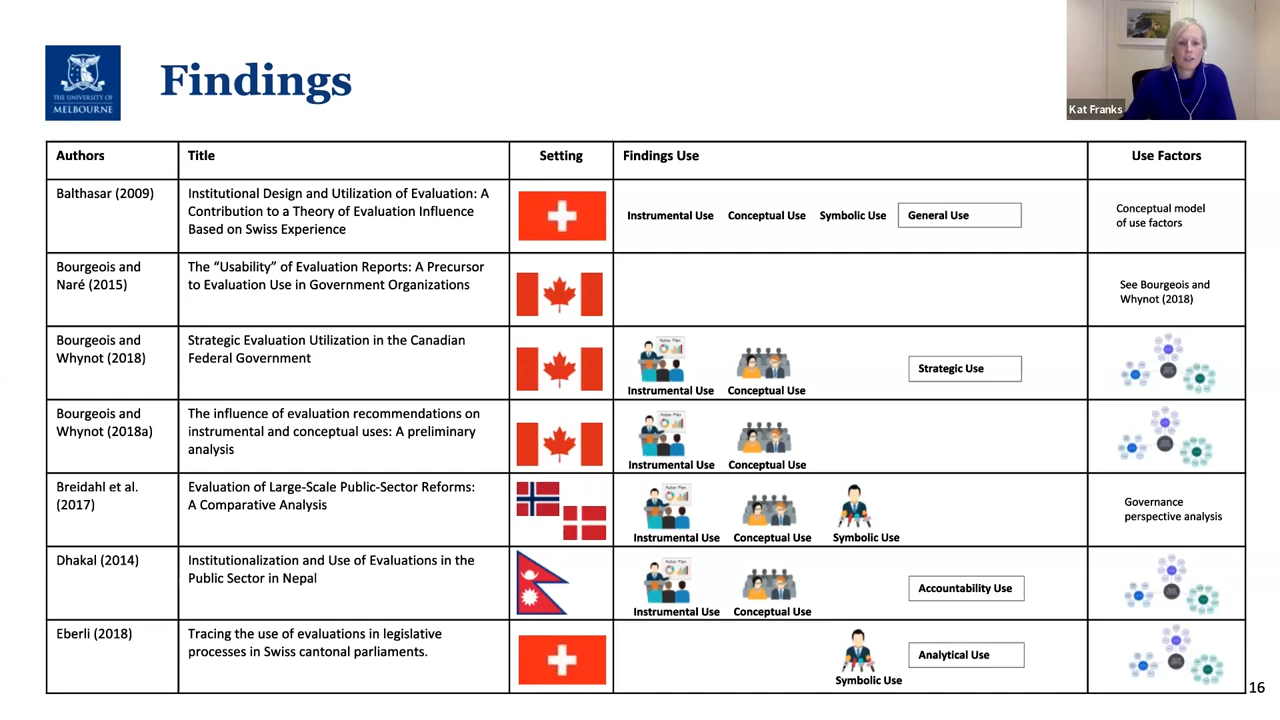 THE UNIVERSITY OF
MELBOURNE
Findings
Kat Franks
Authors
Title
Setting
Findings Use
Use Factors
Balthasar (2009)
Institutional Design and Utilization of Evaluation: A
Contribution to a Theory of Evaluation Influence
Based on Swiss Experience
Instrumental Use
Conceptual Use
Symbolic Use
General Use
Conceptual model
of use factors
Bourgeois and
Naré (2015)
The “Usability” of Evaluation Reports: A Precursor
to Evaluation Use in Government Organizations
See Bourgeois and
Whynot (2018)
Bourgeois and
Whynot (2018)
Strategic Evaluation Utilization in the Canadian
Federal Government
Action Plan
Instrumental Use
Conceptual Use
Strategic Use
Bourgeois and
Whynot (2018a)
The influence of evaluation recommendations on
instrumental and conceptual uses: A preliminary
analysis
Action Plan
Instrumental Use
Conceptual Use
Breidahl et al.
(2017)
Evaluation of Large-Scale Public-Sector Reforms:
A Comparative Analysis
Action Plan
Instrumental Use
Conceptual Use
Symbolic Use
Governance
perspective analysis
Dhakal (2014)
Institutionalization and Use of Evaluations in the
Public Sector in Nepal
Action Plan
Instrumental Use
Conceptual Use
Accountability Use
Eberli (2018)
Tracing the use of evaluations in legislative
processes in Swiss cantonal parliaments.
Symbolic Use
Analytical Use
16